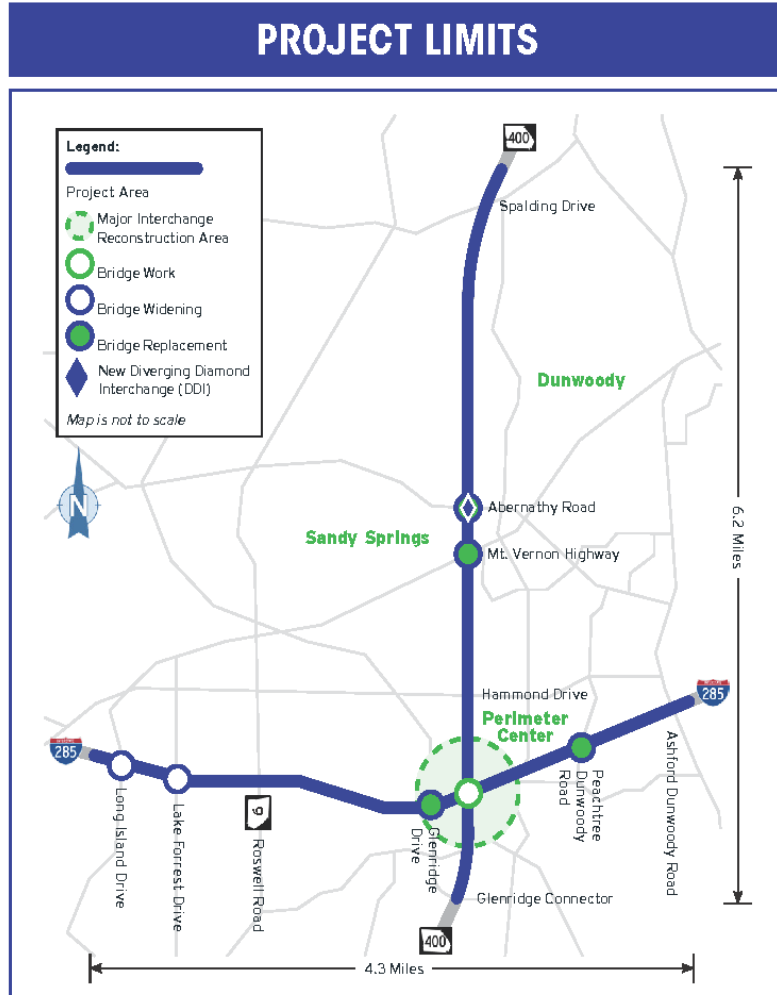 PROJECT LIMITS
Legend:
Project Area
Major Interchange
Reconstruction Area
Bridge Work
Bridge Widening
Bridge Replacement
New Diverging Diamond
Interchange (DDI)
Map is not to scale
N
400
Spalding Drive
Dunwoody
Abernathy Road
Sandy Springs
Mt. Vernon Highway
6.2 Miles
Hammond Drive
Perimeter
Center
285
285
Long Island Drive
Lake Forrest Drive
9
Roswell Road
Glenridge
Drive
Peachtree
Dunwoody
Road
Ashford Dunwoody Road
Glenridge Connector
400
4.3 Miles